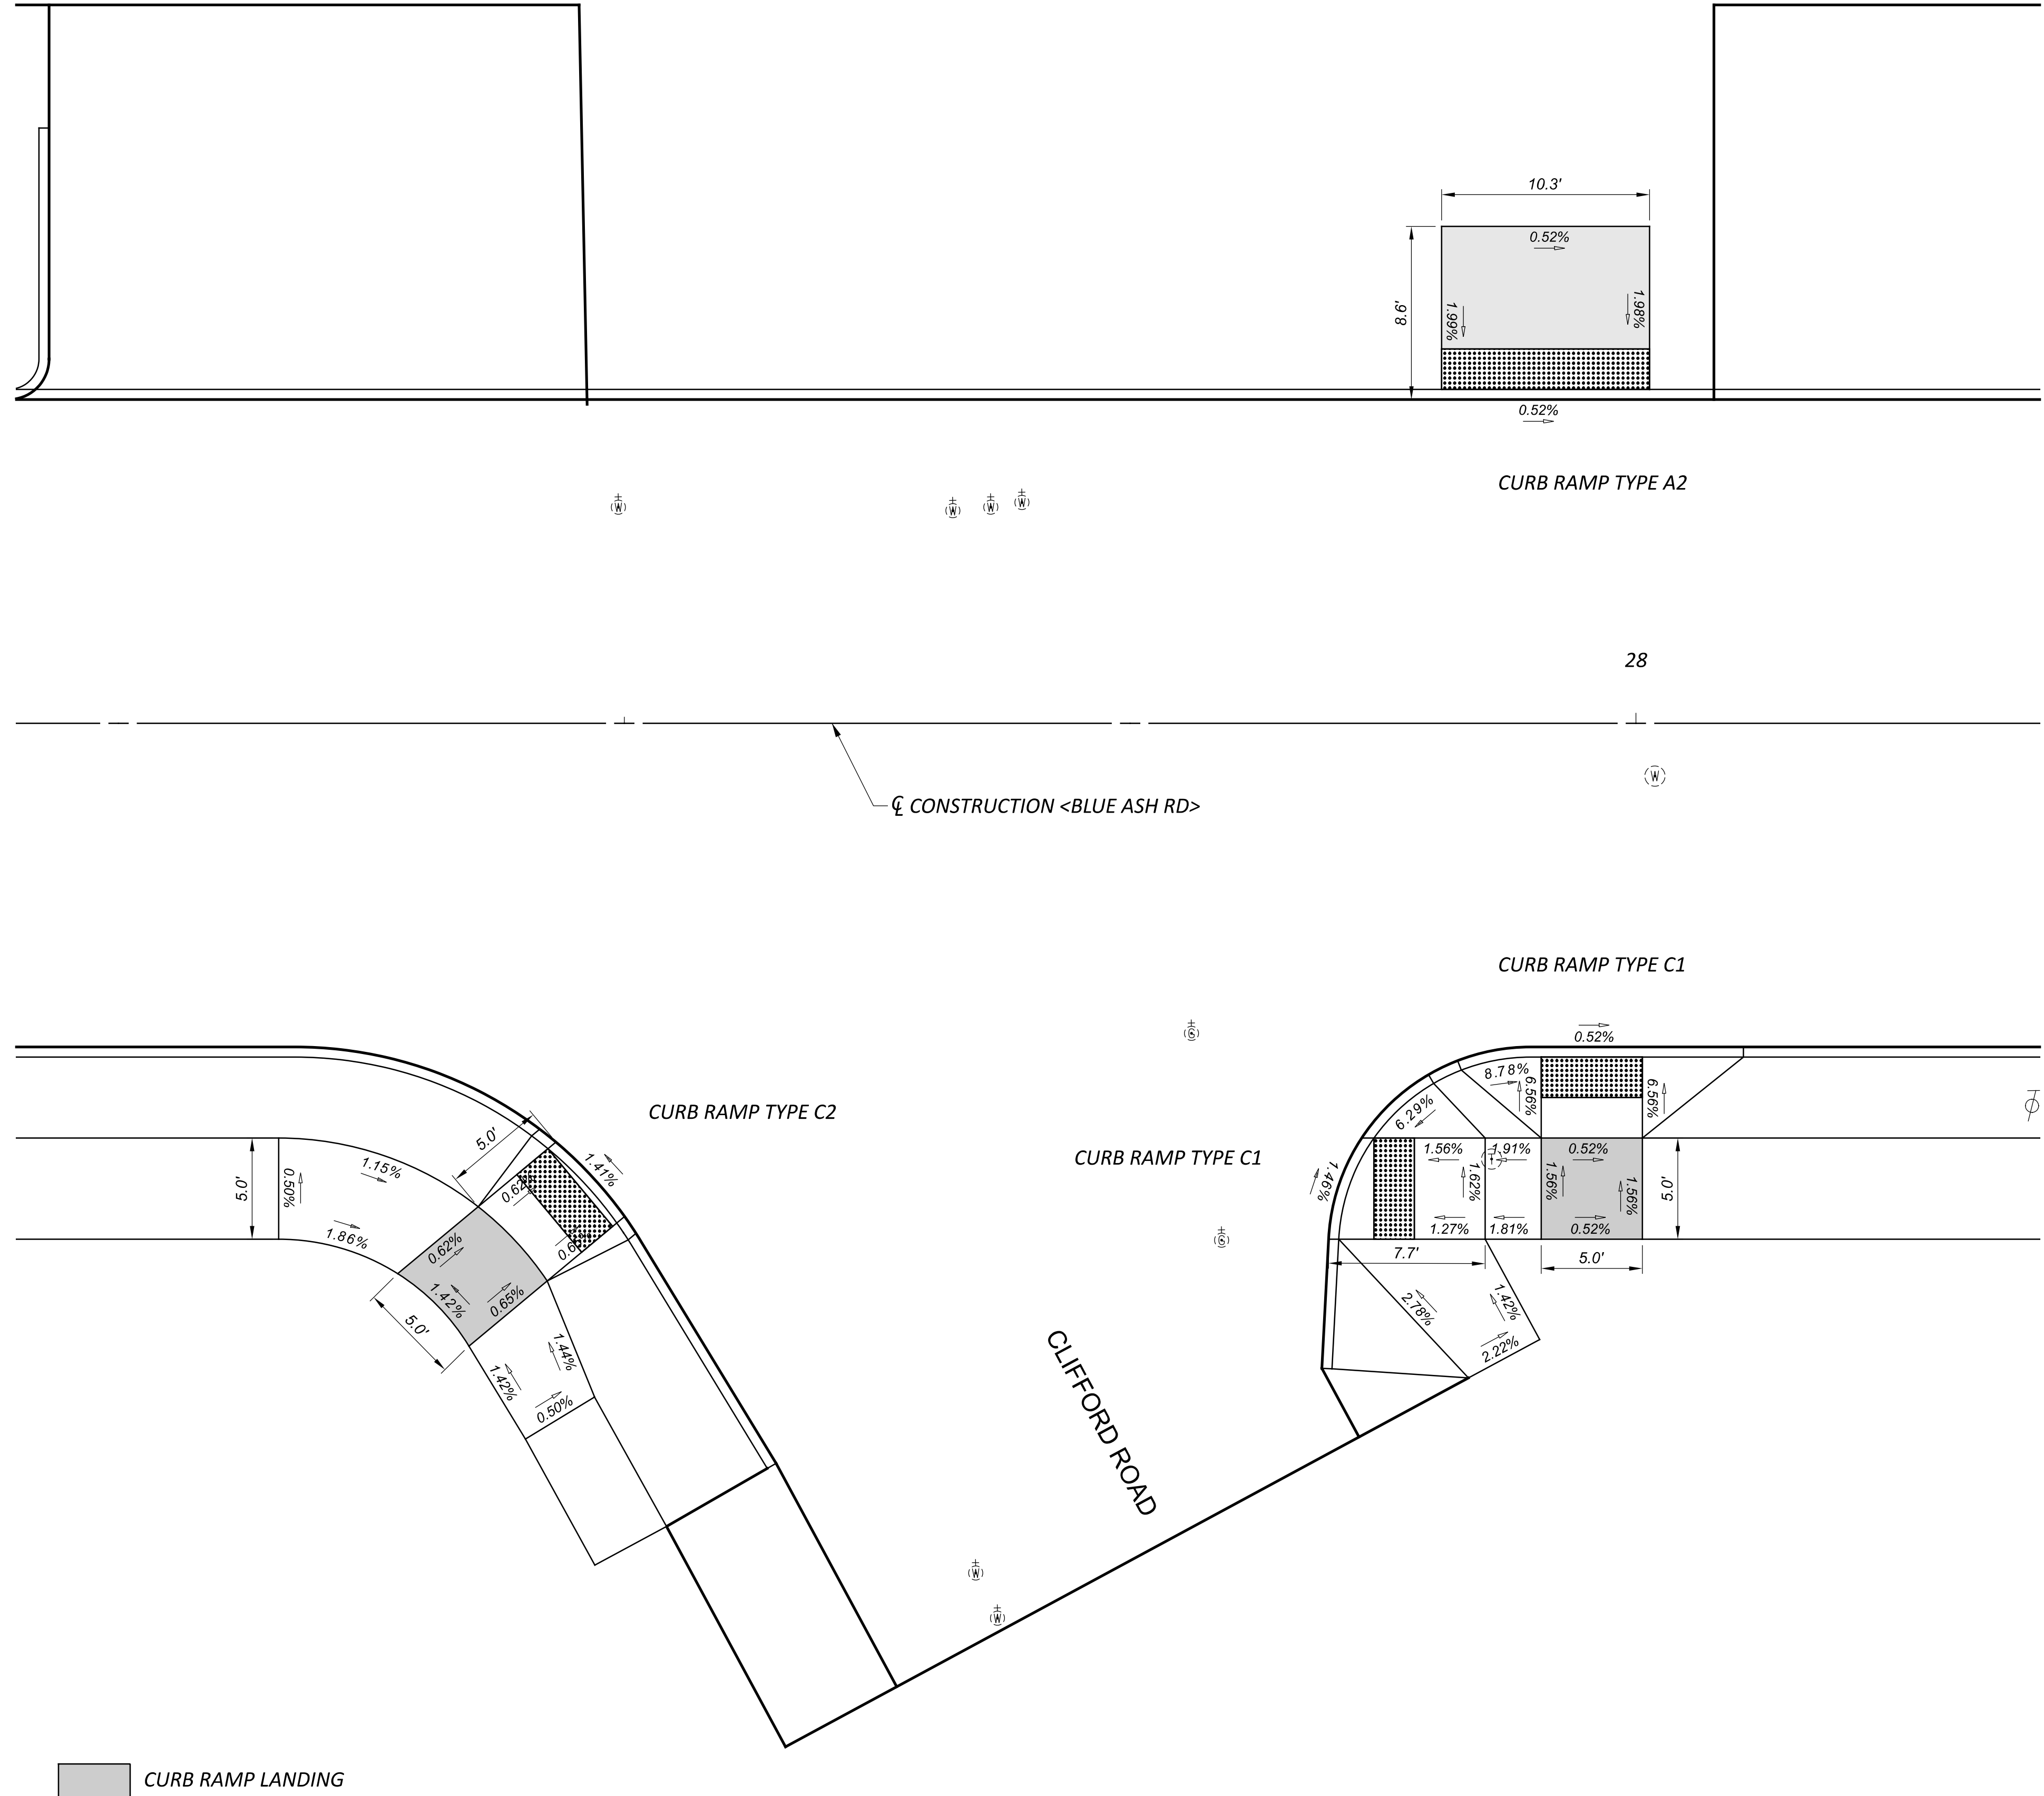 10.3'
0.52%
8.6'
1.99%
1.98%
0.52%
CURB RAMP TYPE A2
W
W
W
W
28
W
℄ CONSTRUCTION <BLUE ASH RD>
CURB RAMP TYPE C1
G
0.52%
8.78%
6.56%
6.56%
6.29%
CURB RAMP TYPE C2
CURB RAMP TYPE C1
5.0'
1.41%
1.15%
5.0'
0.50%
1.86%
0.62%
0.62%
1.42%
0.65%
5.0'
1.44%
1.42%
0.50%
1.46%
1.56%
1.91%
0.52%
1.62%
1.56%
1.56%
5.0'
1.27%
1.81%
0.52%
G
7.7'
5.0'
2.78%
1.42%
2.22%
CLIFFORD ROAD
W
W
CURB RAMP LANDING